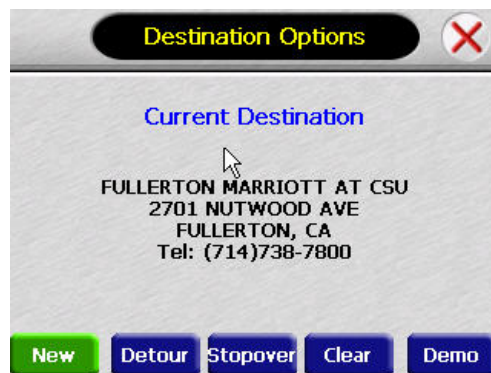 Destination Options
Current Destination
FULLERTON MARRIOTT AT CSU
2701 NUTWOOD AVE
FULLERTON, CA
Tel: (714)738-7800
New Detour Stopover Clear Demo